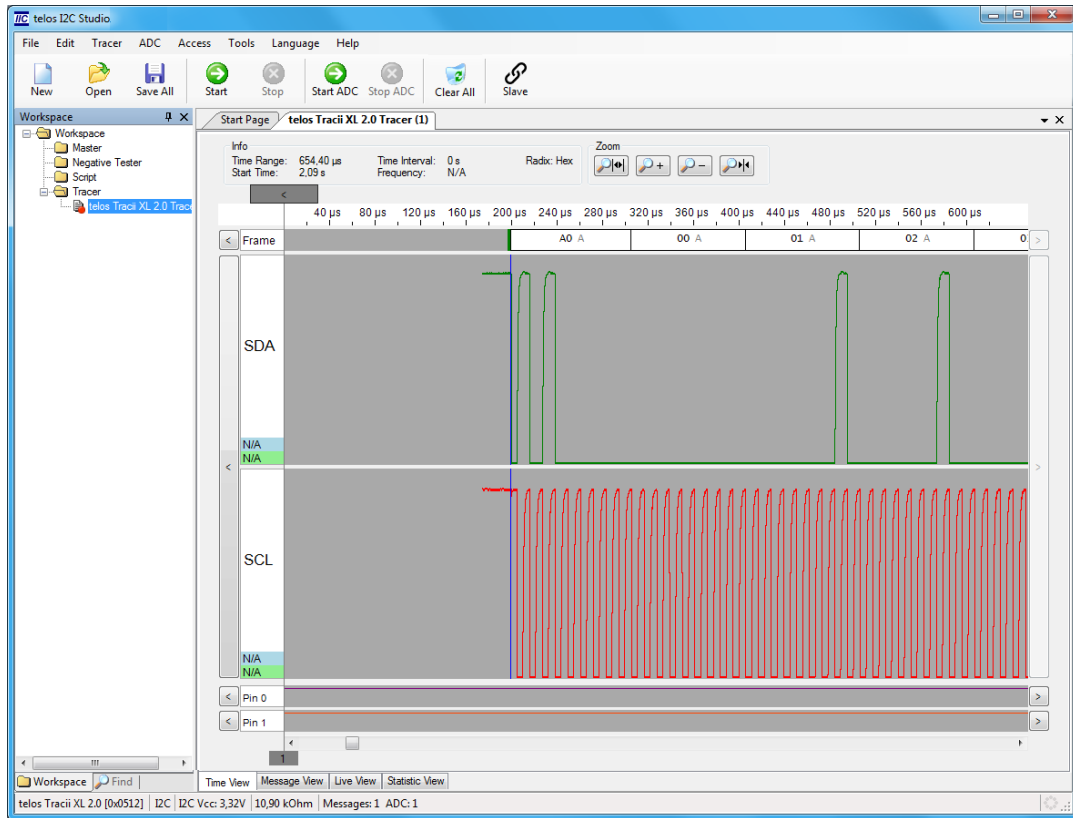 IIC telos I2C Studio
File Edit Tracer ADC Access Tools Language Help
New Open Save All Start Stop Start ADC Stop ADC Clear All Slave
Workspace
Start Page telos Tracii XL 2.0 Tracer (1)
Workspace
Master
Negative Tester
Script
Tracer
telos Tracii XL 2.0 Trace
Info
Time Range: 654,40 µs Time Interval: 0 s Radix: Hex
Start Time: 2,09 s Frequency: N/A
Zoom
40 µs 80 µs 120 µs 160 µs 200 µs 240 µs 280 µs 320 µs 360 µs 400 µs 440 µs 480 µs 520 µs 560 µs 600 µs
Frame A0 A 00 A 01 A 02 A 0
SDA
N/A
N/A
SCL
N/A
N/A
Pin 0
Pin 1
1
Workspace Find
Time View Message View Live View Statistic View
telos Tracii XL 2.0 [0x0512] I2C I2C Vcc: 3,32V 10,90 kOhm Messages: 1 ADC: 1